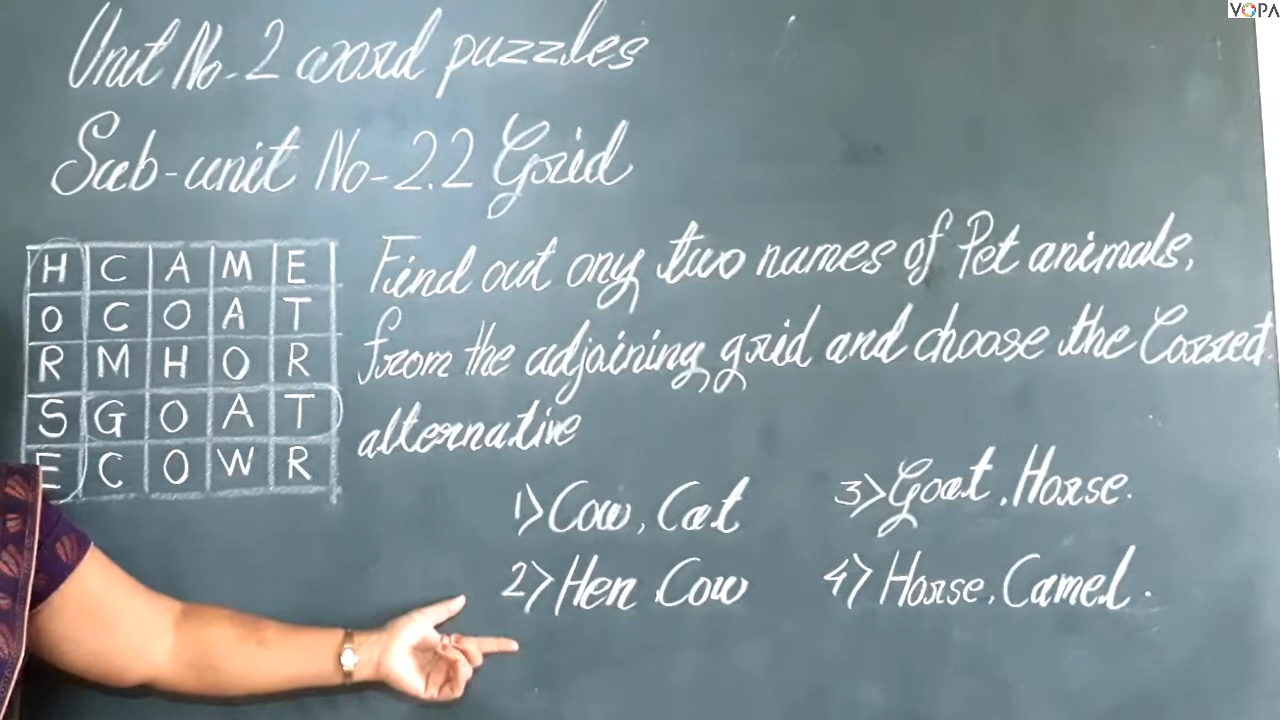 VOPA
Unit No-2 word puzzles
Sub-unit No-2.2 Grid
H C A M E
O C O A T
R M H O R
S G O A T
E C O W R
Find out any two names of Pet animals,
from the adjoining grid and choose the Correct
alternative
1) Cow, Cat
2) Hen, Cow
3) Goat, Horse.
4) Horse, Camel.